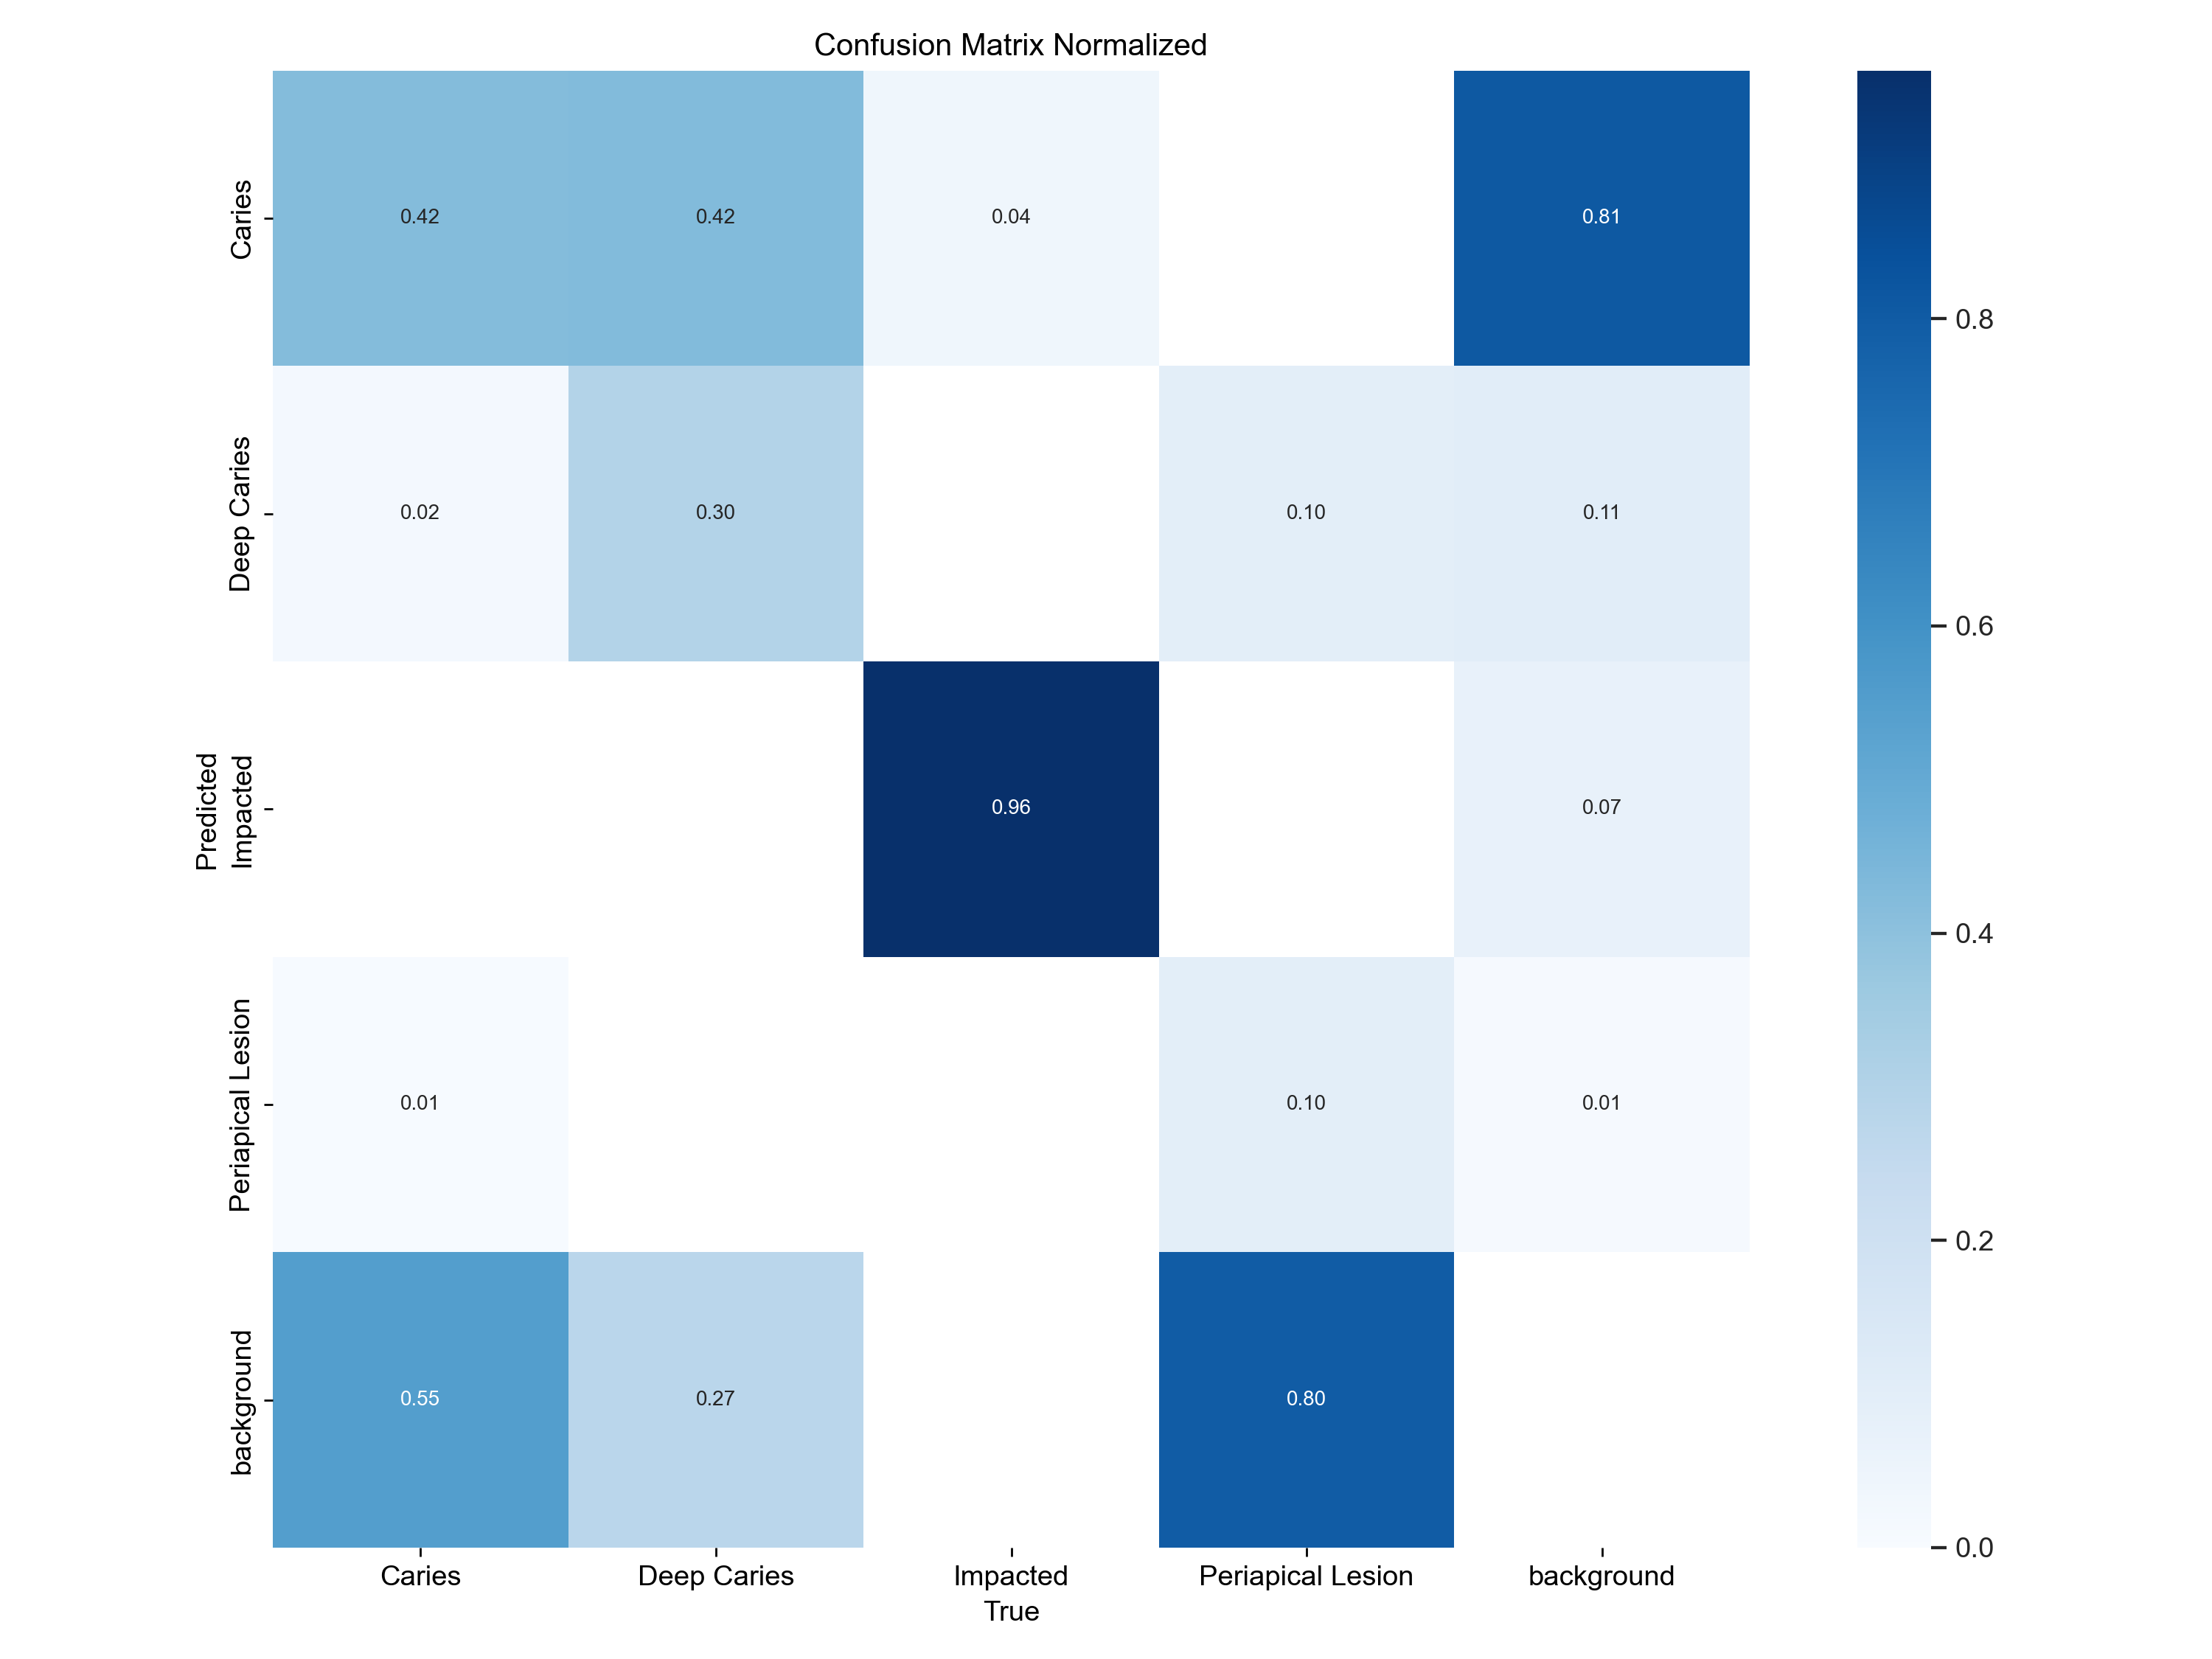 Confusion Matrix Normalized
Caries
0.42
0.42
0.04
0.81
0.8
Deep Caries
0.02
0.30
0.10
0.11
0.6
Predicted
Impacted
0.96
0.07
0.4
Periapical Lesion
0.01
0.10
0.01
0.2
background
0.55
0.27
0.80
0.0
Caries
Deep Caries
Impacted
Periapical Lesion
background
True